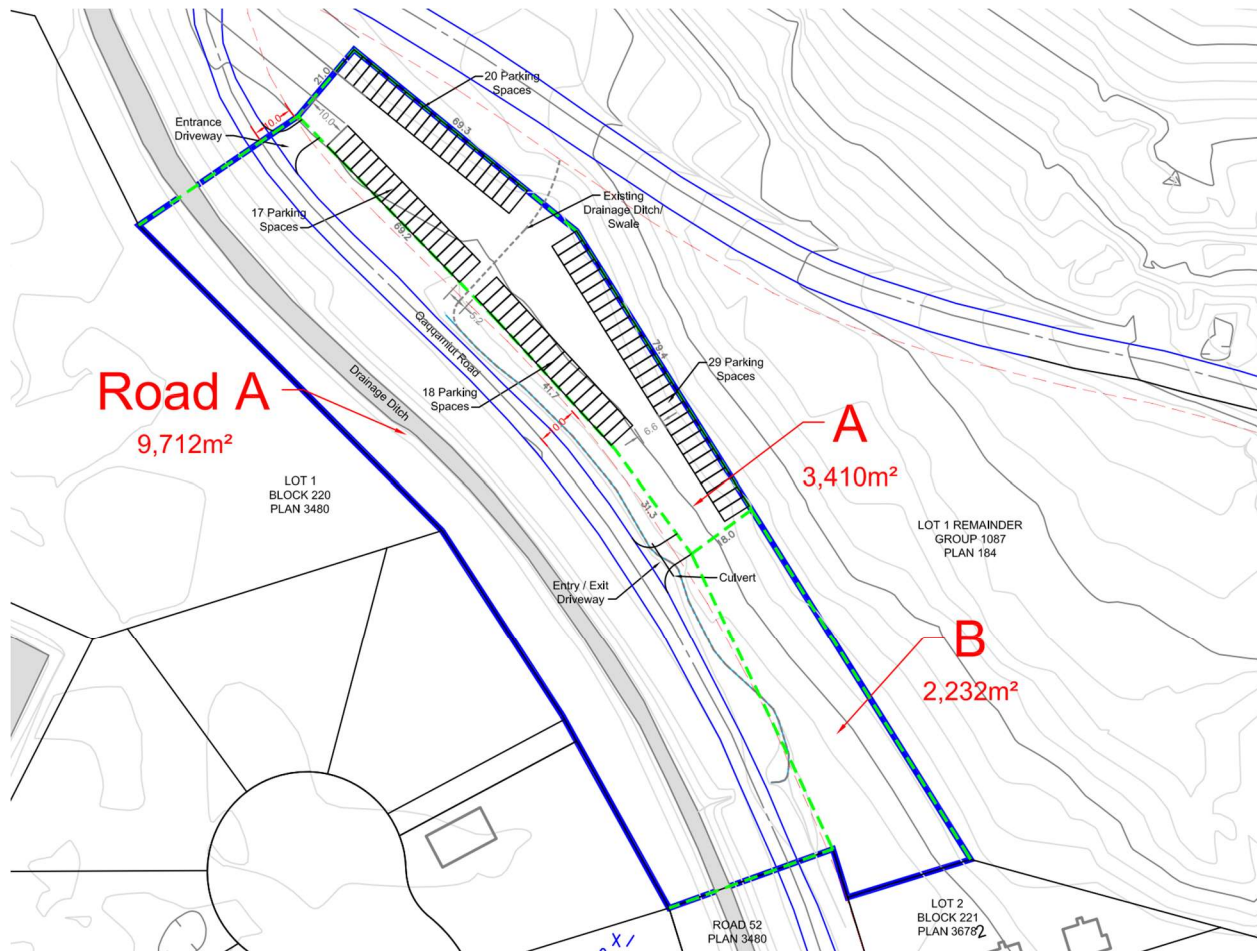 20 Parking
Spaces
21.0
69.3
10.0
10.0
Entrance
Driveway
17 Parking
Spaces
69.2
Existing
Drainage Ditch/
Swale
5.2
Qaqqamiut Road
Drainage Ditch
Road A
9,712m²
79.4
29 Parking
Spaces
18 Parking
Spaces
41.7
6.6
10.0
A
3,410m²
LOT 1
BLOCK 220
PLAN 3480
31.3
18.0
LOT 1 REMAINDER
GROUP 1087
PLAN 184
Entry / Exit
Driveway
Culvert
B
2,232m²
LOT 2
BLOCK 221
PLAN 3678
2
ROAD 52
PLAN 3480